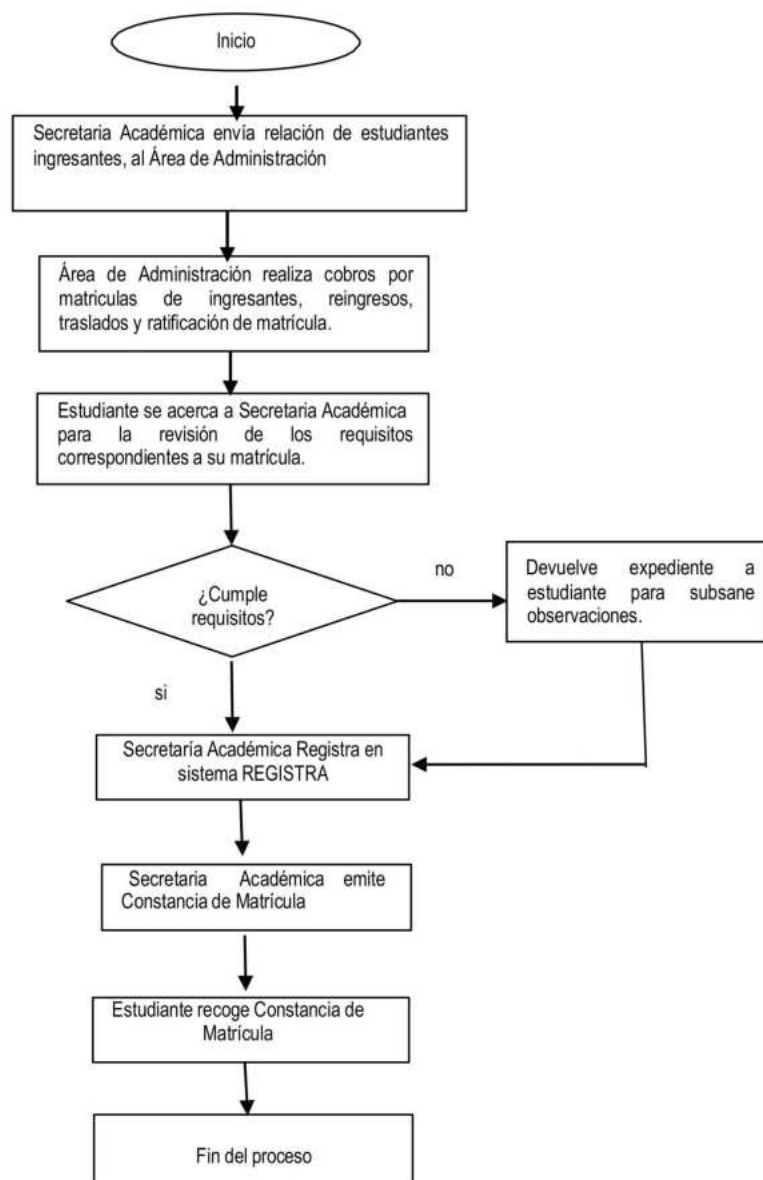 Inicio
Secretaria Académica envía relación de estudiantes
ingresantes, al Área de Administración
Área de Administración realiza cobros por
matriculas de ingresantes, reingresos,
traslados y ratificación de matrícula.
Estudiante se acerca a Secretaria Académica
para la revisión de los requisitos
correspondientes a su matrícula.
¿Cumple
requisitos?
no
Devuelve expediente a
estudiante para subsane
observaciones.
si
Secretaría Académica Registra en
sistema REGISTRA
Secretaria Académica emite
Constancia de Matrícula
Estudiante recoge Constancia de
Matrícula
Fin del proceso